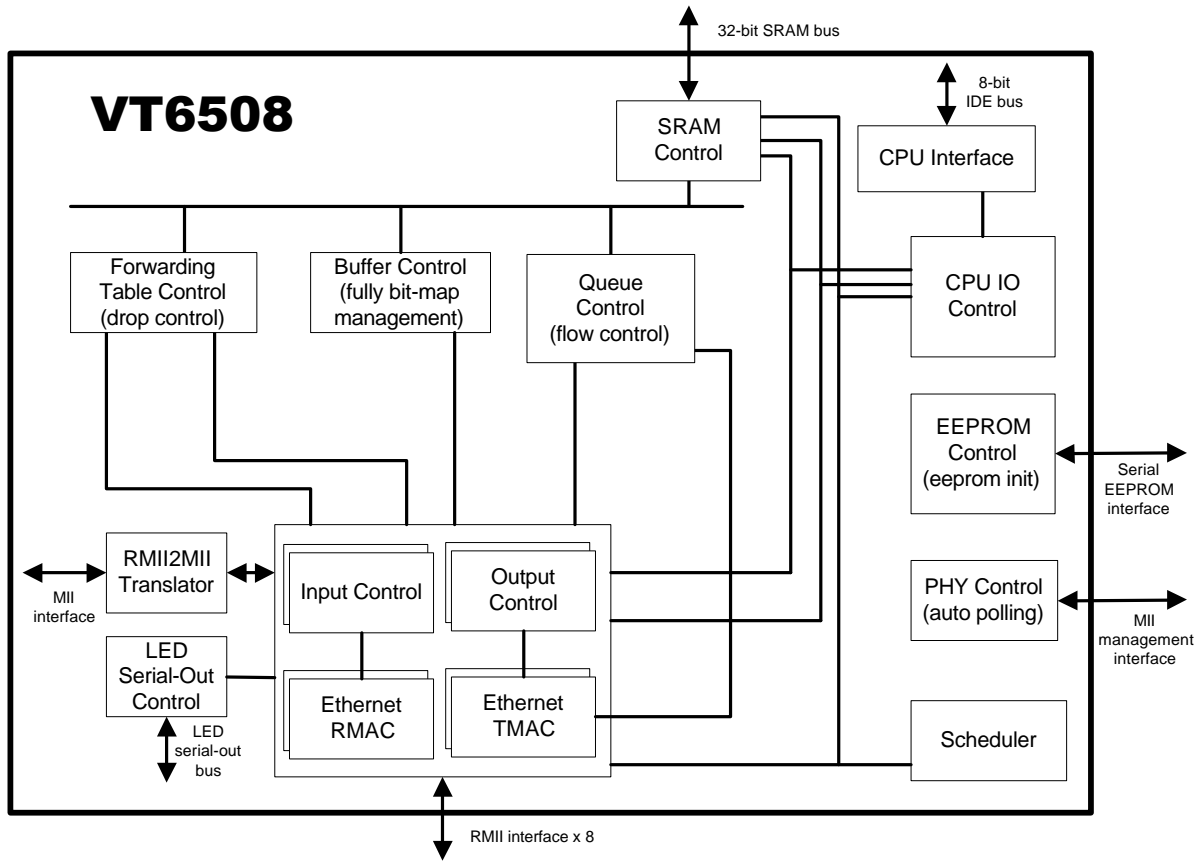 32-bit SRAM bus
VT6508
8-bit
IDE bus
SRAM
Control
CPU Interface
Forwarding
Table Control
(drop control)
Buffer Control
(fully bit-map
management)
Queue
Control
(flow control)
CPU IO
Control
EEPROM
Control
(eeprom init)
Serial
EEPROM
interface
RMII2MII
Translator
MII
interface
Input Control
Output
Control
PHY Control
(auto polling)
MII
management
interface
LED
Serial-Out
Control
LED
serial-out
bus
Ethernet
RMAC
Ethernet
TMAC
Scheduler
RMII interface x 8